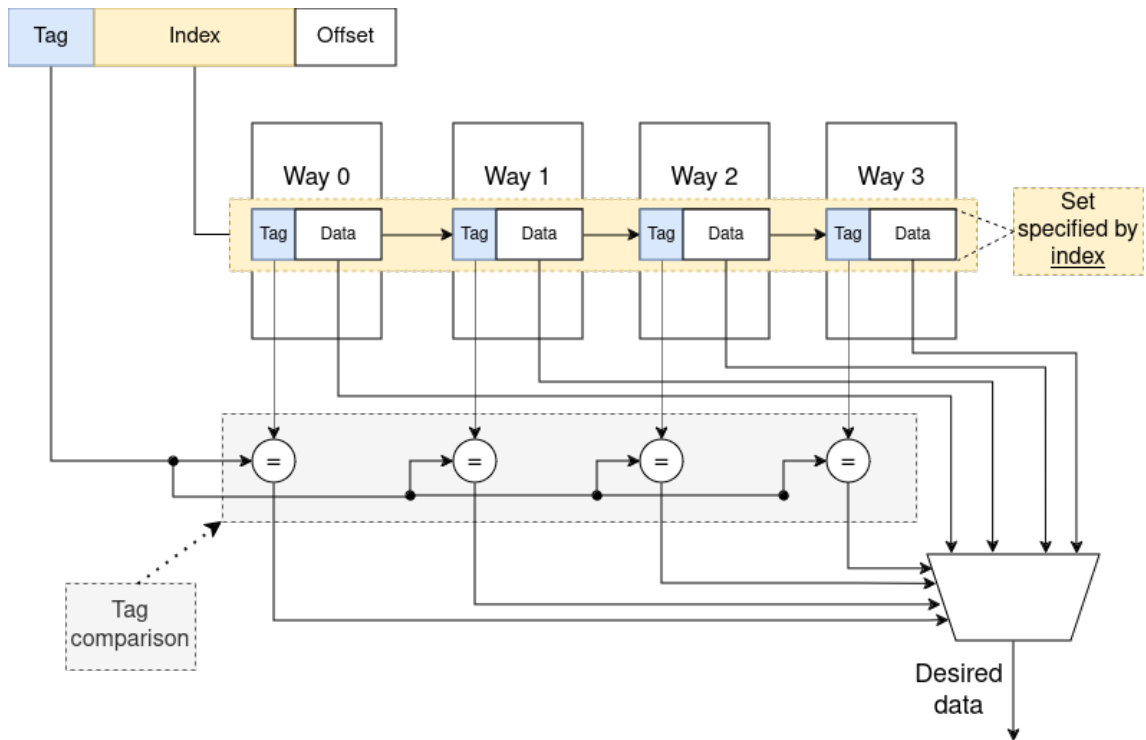 Tag Index Offset
Way 0 Way 1 Way 2 Way 3
Tag Data Tag Data Tag Data Tag Data
Set
specified by
index
= = = =
Tag
comparison
Desired
data